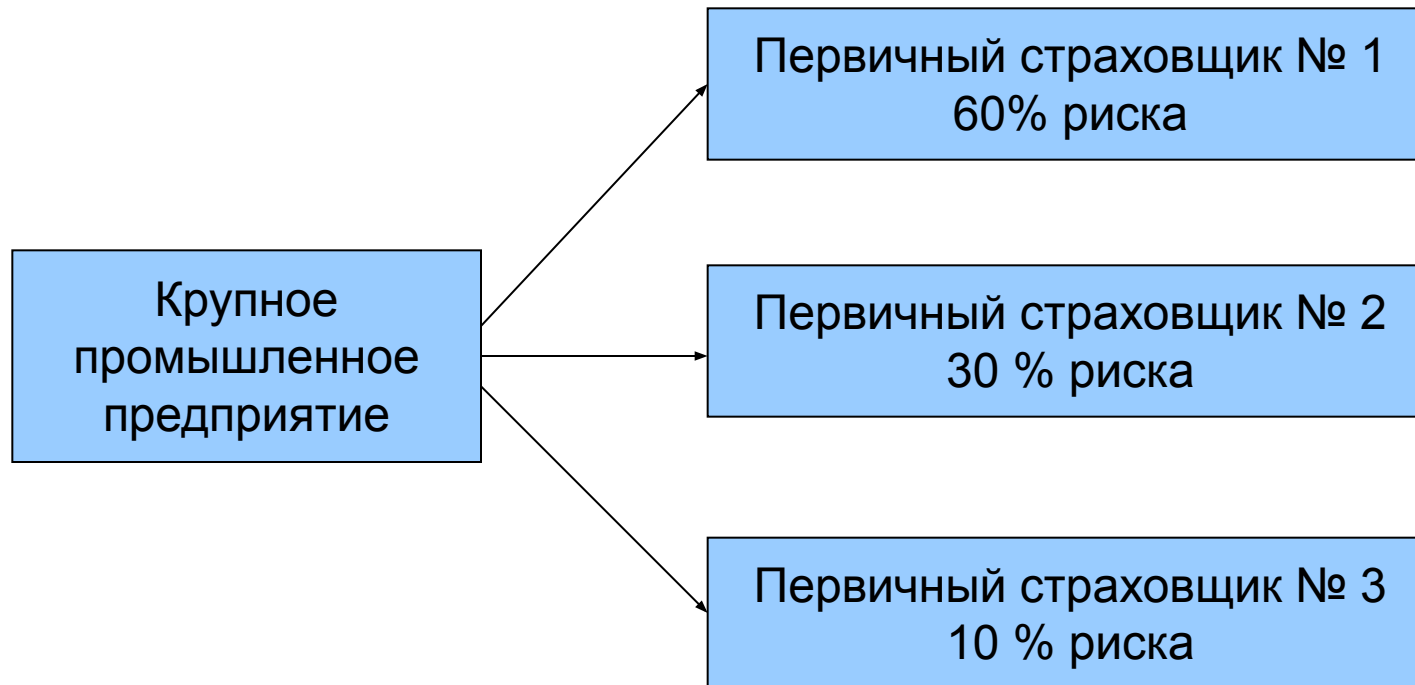 Первичный страховщик № 1
60% риска
Крупное
промышленное
предприятие
Первичный страховщик № 2
30 % риска
Первичный страховщик № 3
10 % риска